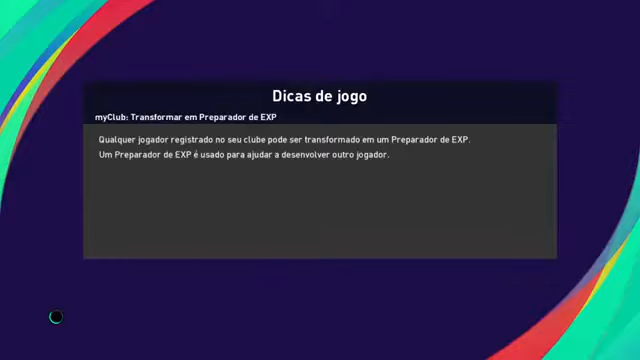 Dicas de jogo
myClub: Transformar em Preparador de EXP
Qualquer jogador registrado no seu clube pode ser transformado em um Preparador de EXP.
Um Preparador de EXP é usado para ajudar a desenvolver outro jogador.